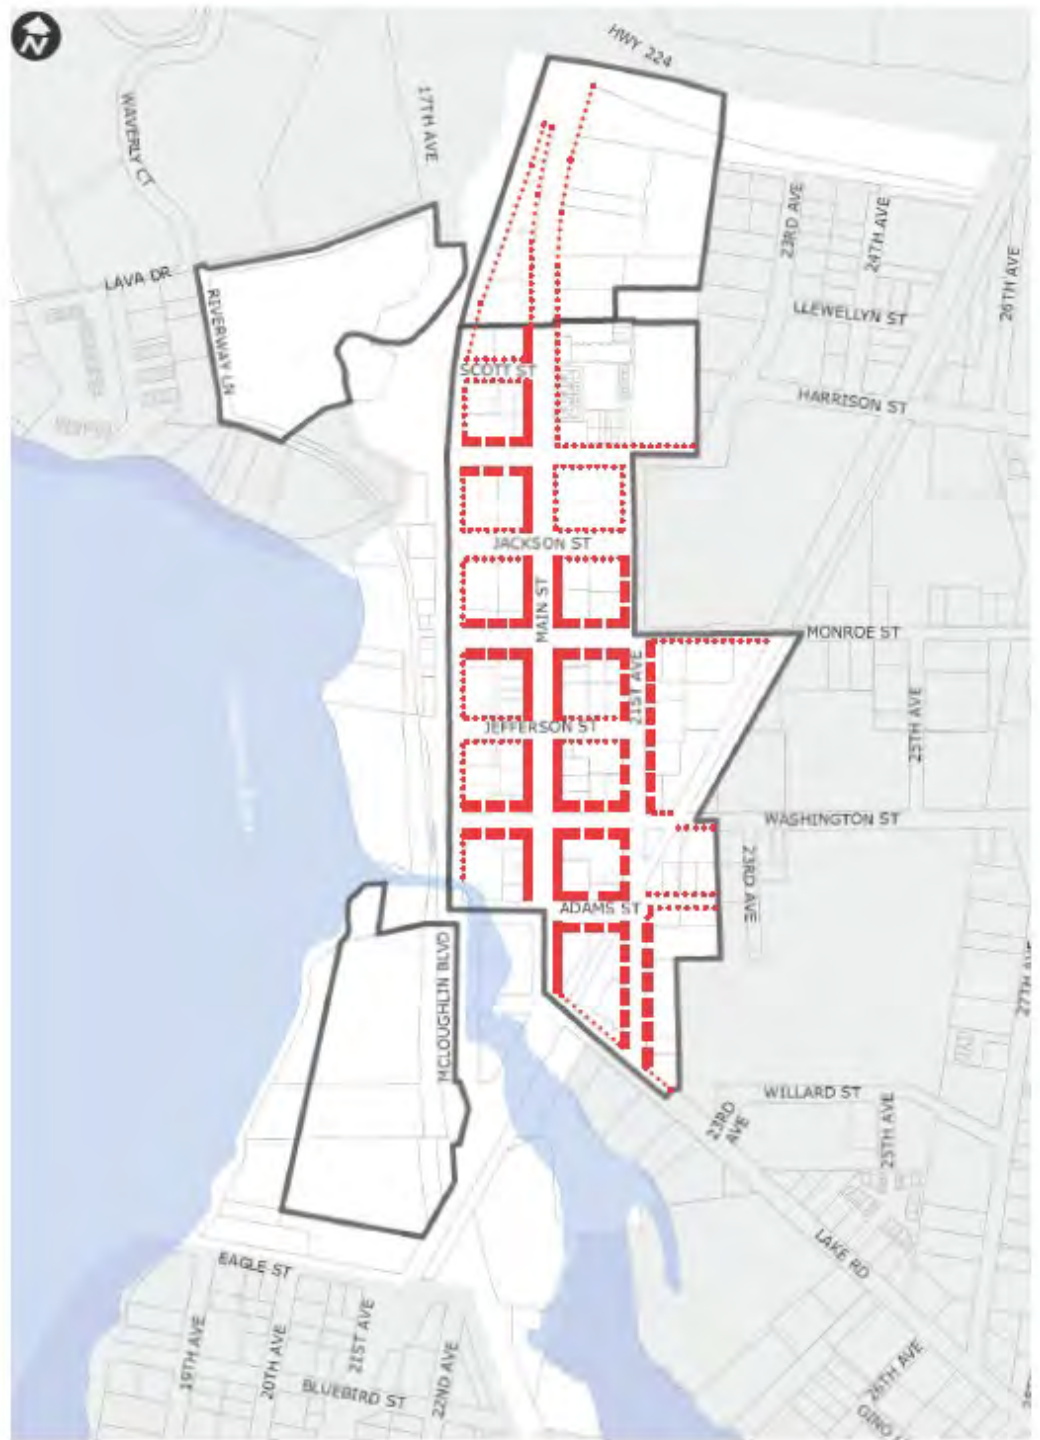 N
HWY 224
WAVERLY CT
17TH AVE
23RD AVE
24TH AVE
26TH AVE
LAVA DR
RIVERWAY LN
LLEWELLYN ST
SCOTT ST
HARRISON ST
JACKSON ST
MAIN ST
MONROE ST
21ST AVE
JEFFERSON ST
25TH AVE
WASHINGTON ST
23RD AVE
ADAMS ST
MCLOUGHLIN BLVD
27TH AVE
WILLARD ST
23RD
AVE
25TH AVE
LAKE RD
EAGLE ST
19TH AVE
20TH AVE
21ST AVE
22ND AVE
BLUEBIRD ST
26TH AVE
GINO